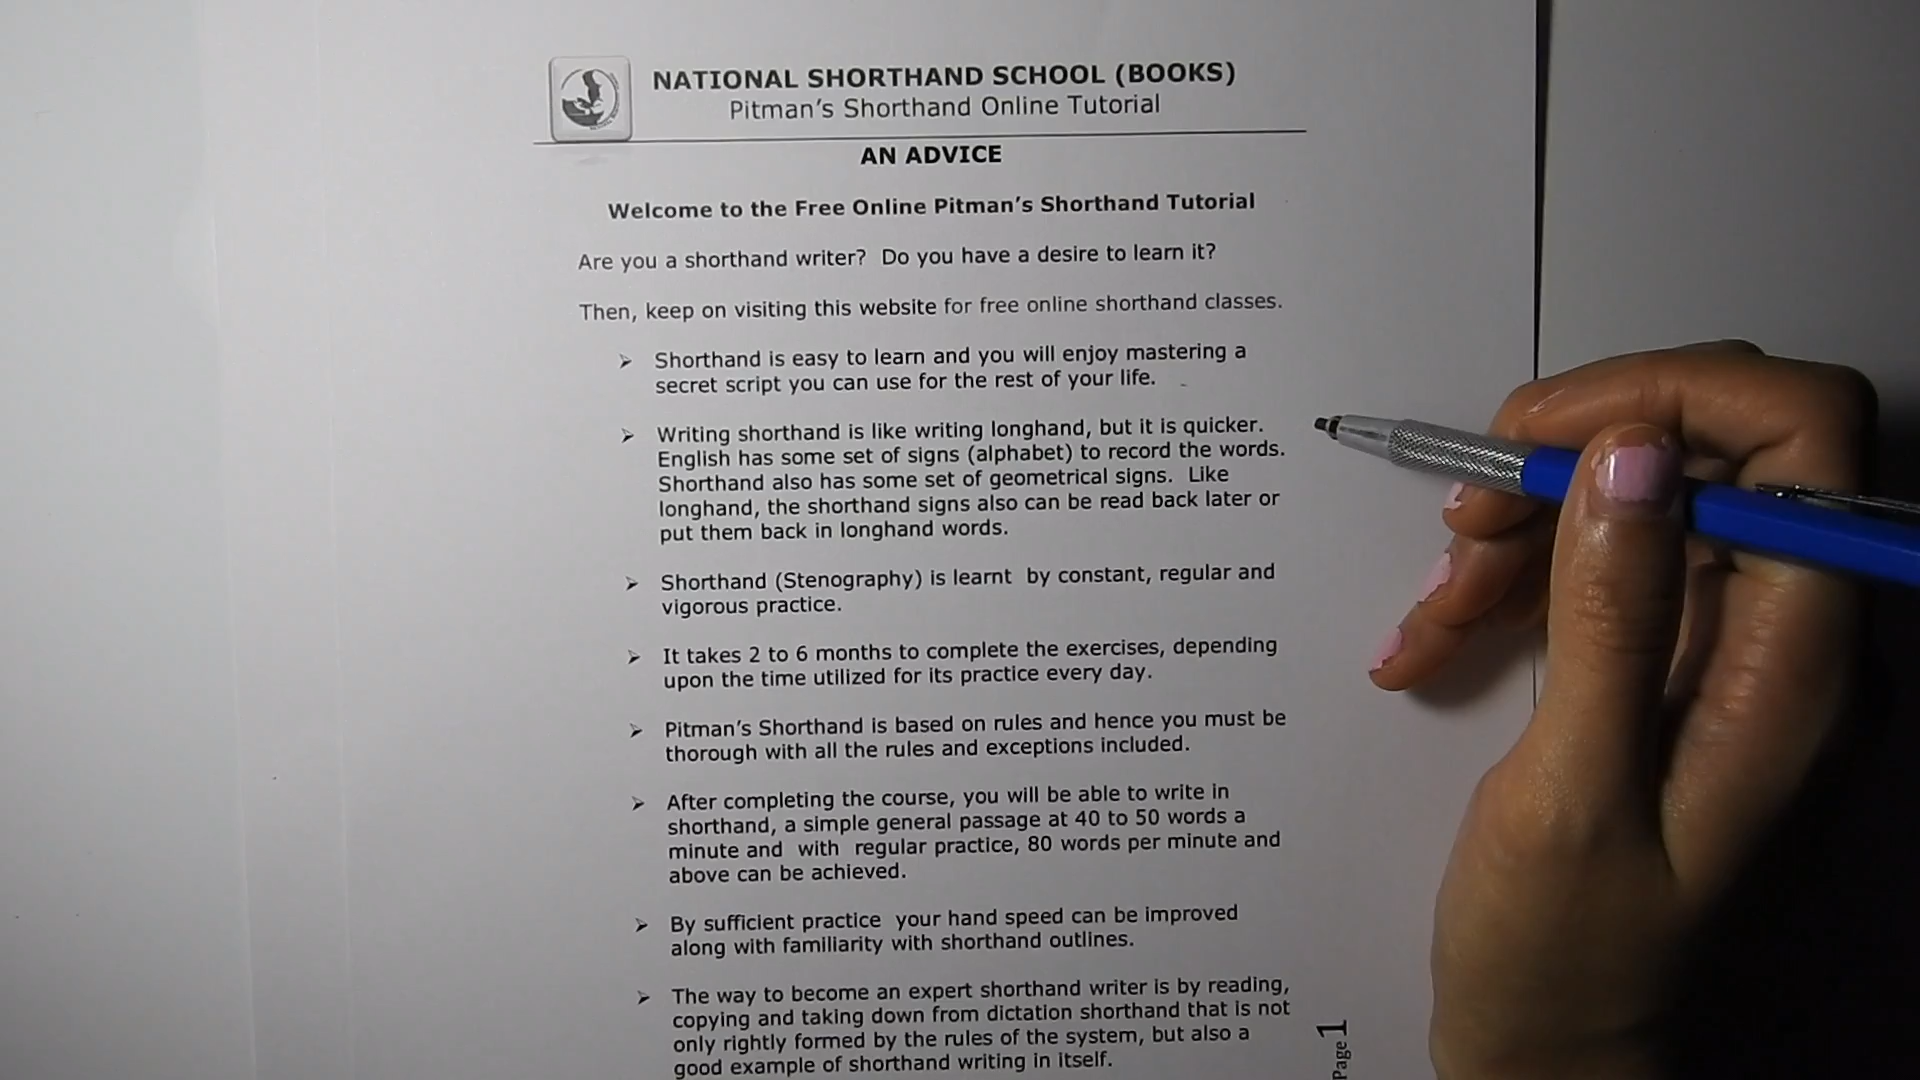 NATIONAL SHORTHAND SCHOOL (BOOKS)
Pitman's Shorthand Online Tutorial
AN ADVICE
Welcome to the Free Online Pitman's Shorthand Tutorial
Are you a shorthand writer? Do you have a desire to learn it?
Then, keep on visiting this website for free online shorthand classes.
➢ Shorthand is easy to learn and you will enjoy mastering a
secret script you can use for the rest of your life.
➢ Writing shorthand is like writing longhand, but it is quicker.
English has some set of signs (alphabet) to record the words.
Shorthand also has some set of geometrical signs. Like
longhand, the shorthand signs also can be read back later or
put them back in longhand words.
➢ Shorthand (Stenography) is learnt by constant, regular and
vigorous practice.
➢ It takes 2 to 6 months to complete the exercises, depending
upon the time utilized for its practice every day.
➢ Pitman's Shorthand is based on rules and hence you must be
thorough with all the rules and exceptions included.
➢ After completing the course, you will be able to write in
shorthand, a simple general passage at 40 to 50 words a
minute and with regular practice, 80 words per minute and
above can be achieved.
➢ By sufficient practice your hand speed can be improved
along with familiarity with shorthand outlines.
➢ The way to become an expert shorthand writer is by reading,
copying and taking down from dictation shorthand that is not
only rightly formed by the rules of the system, but also a
good example of shorthand writing in itself.
Page 1